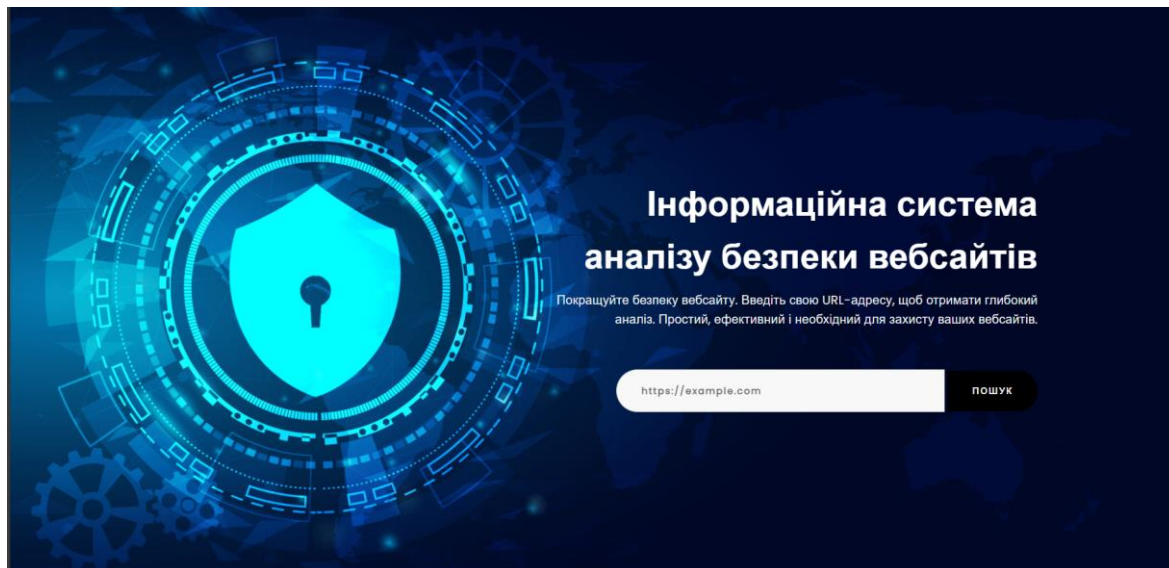 Інформаційна система
аналізу безпеки вебсайтів
Покращуйте безпеку вебсайту. Введіть свою URL-адресу, щоб отримати глибокий
аналіз. Простий, ефективний і необхідний для захисту ваших вебсайтів.
https://example.com ПОШУК